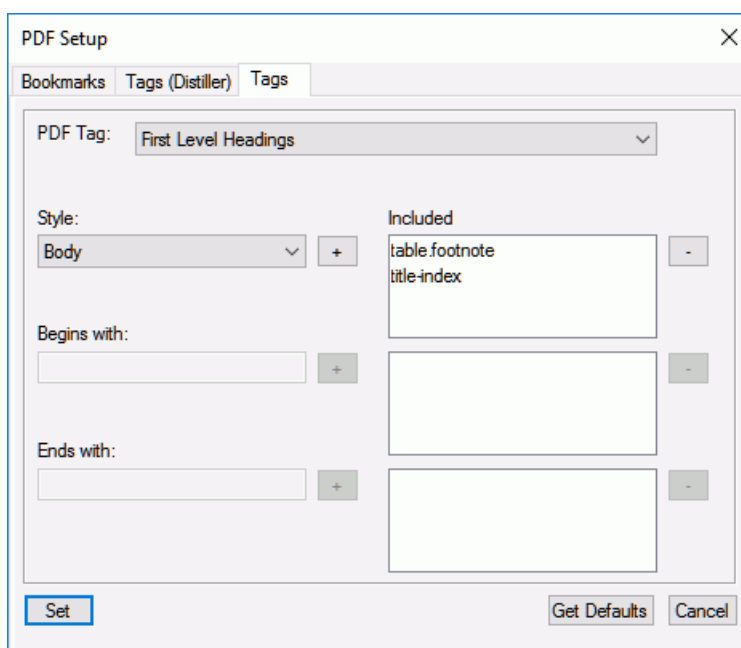 PDF Setup
Bookmarks Tags (Distiller) Tags
PDF Tag: First Level Headings
Style: Included
Body + table.footnote -
title-index
Begins with:
+ -
Ends with:
+ -
Set Get Defaults Cancel